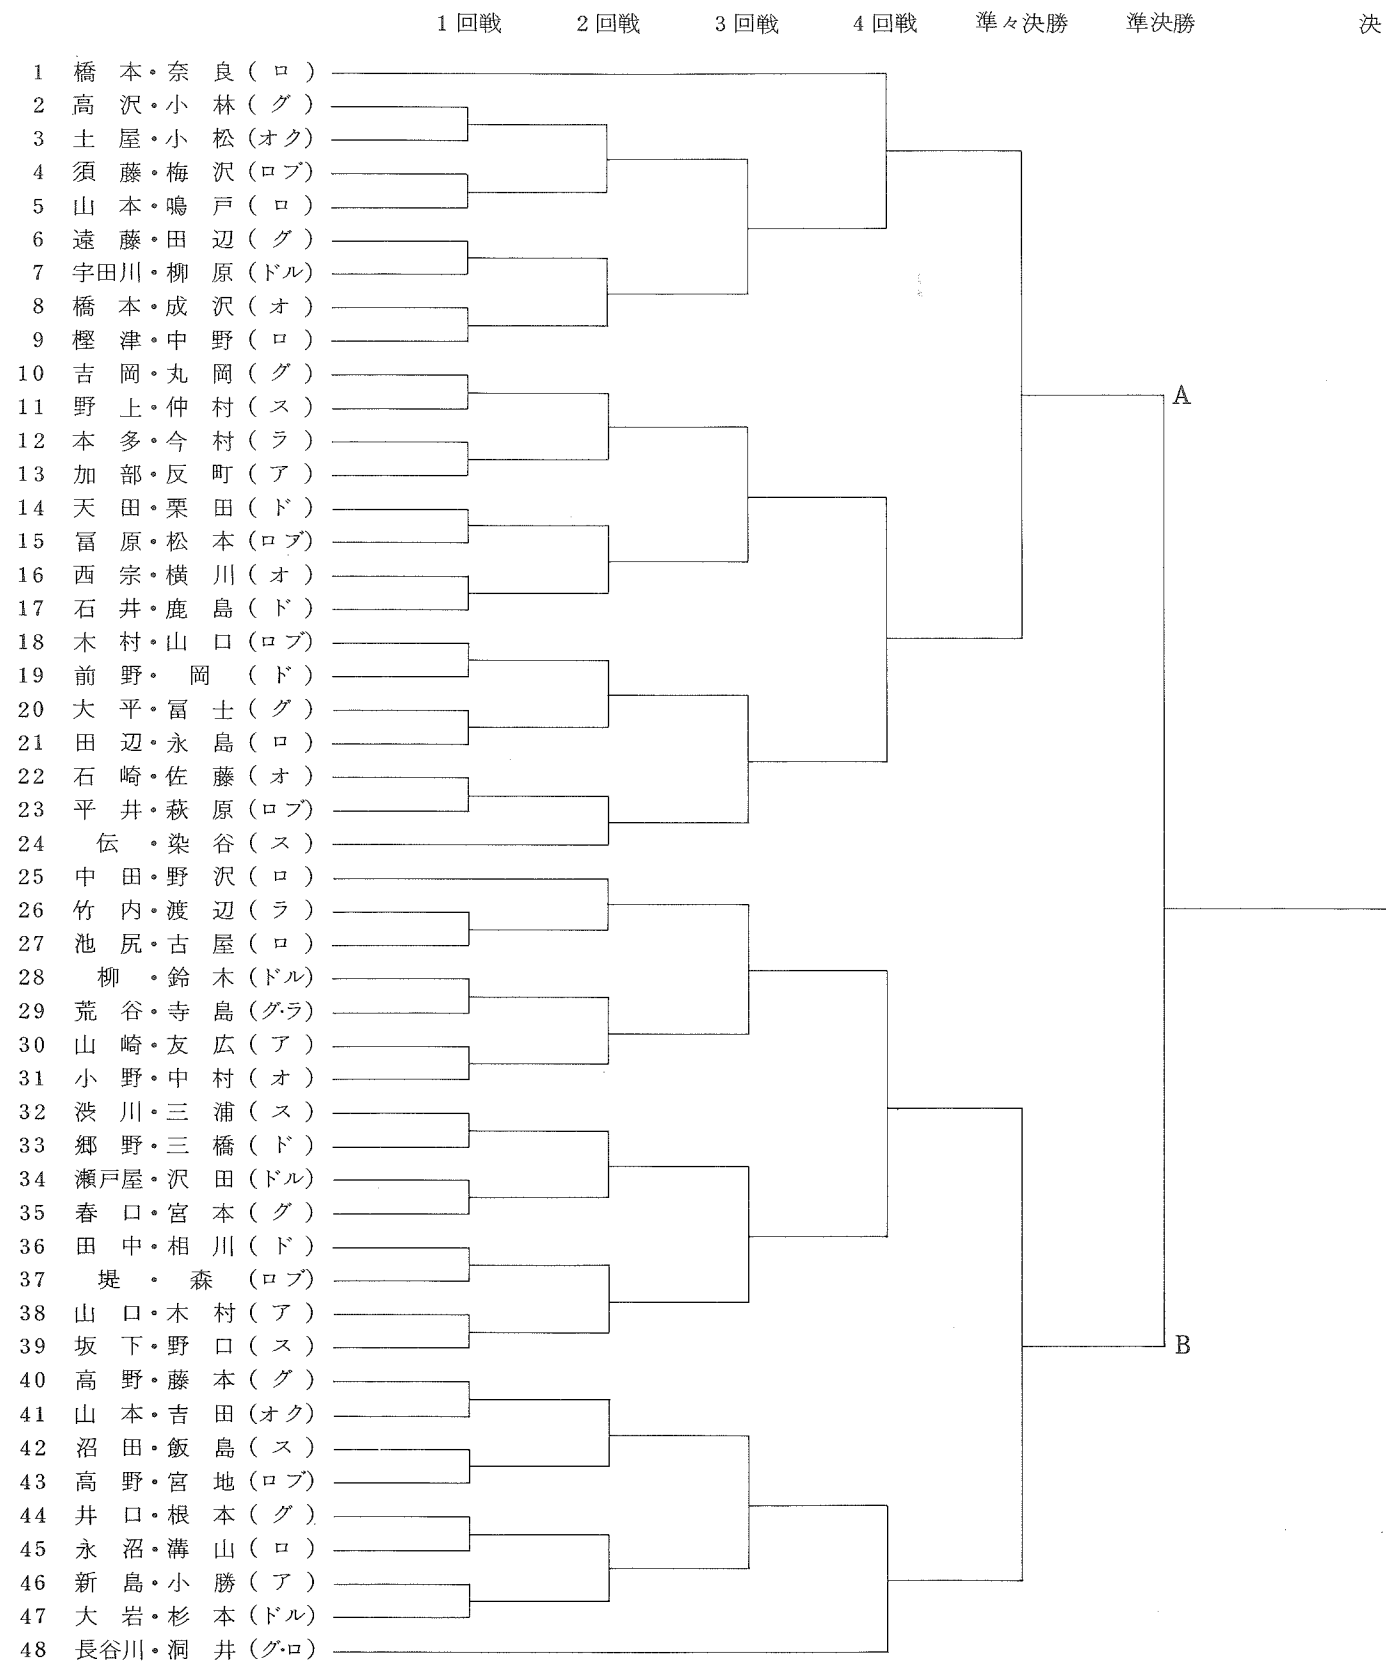 1回戦 2回戦 3回戦 4回戦 準々決勝 準決勝 決
1 橋本・奈良(ロ)
2 高沢・小林(グ)
3 土屋・小松(オク)
4 須藤・梅沢(ロブ)
5 山本・鳴戸(ロ)
6 遠藤・田辺(グ)
7 宇田川・柳原(ドル)
8 橋本・成沢(オ)
9 樫津・中野(ロ)
10 吉岡・丸岡(グ)
11 野上・仲村(ス)
A
12 本多・今村(ラ)
13 加部・反町(ア)
14 天田・栗田(ド)
15 冨原・松本(ロブ)
16 西宗・横川(オ)
17 石井・鹿島(ド)
18 木村・山口(ロブ)
19 前野・岡(ド)
20 大平・冨士(グ)
21 田辺・永島(ロ)
22 石崎・佐藤(オ)
23 平井・萩原(ロブ)
24 伝・染谷(ス)
25 中田・野沢(ロ)
26 竹内・渡辺(ラ)
27 池尻・古屋(ロ)
28 柳・鈴木(ドル)
29 荒谷・寺島(グ・ラ)
30 山崎・友広(ア)
31 小野・中村(オ)
32 渋川・三浦(ス)
33 郷野・三橋(ド)
34 瀬戸屋・沢田(ドル)
35 春口・宮本(グ)
36 田中・相川(ド)
37 堤・森(ロブ)
38 山口・木村(ア)
39 坂下・野口(ス)
B
40 高野・藤本(グ)
41 山本・吉田(オク)
42 沼田・飯島(ス)
43 高野・宮地(ロブ)
44 井口・根本(グ)
45 永沼・溝山(ロ)
46 新島・小勝(ア)
47 大岩・杉本(ドル)
48 長谷川・洞井(グ・ロ)